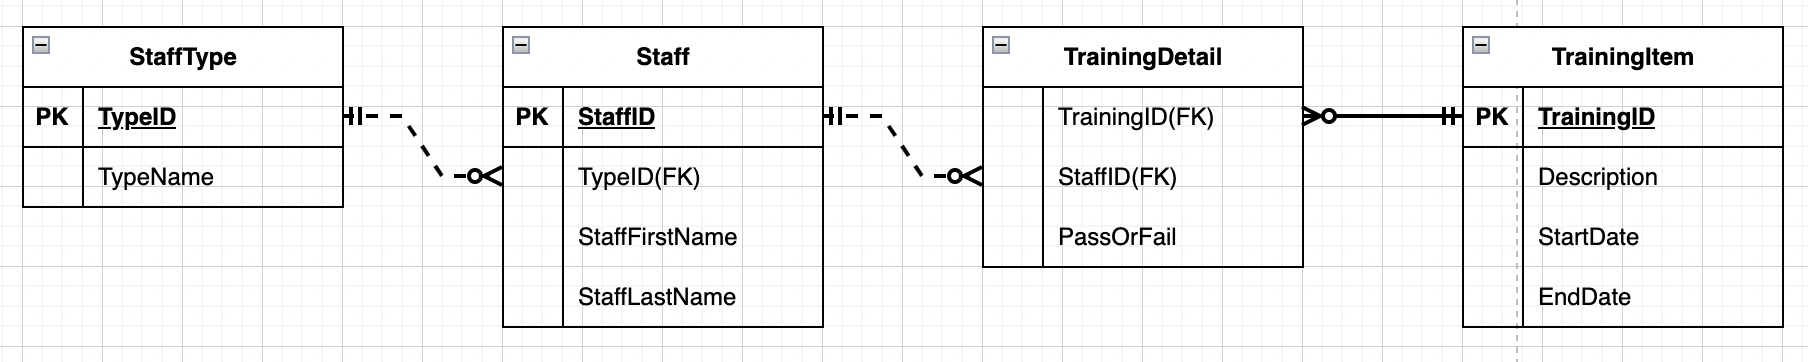 StaffType
PK TypeID
TypeName
Staff
PK StaffID
TypeID(FK)
StaffFirstName
StaffLastName
TrainingDetail
TrainingID(FK)
StaffID(FK)
PassOrFail
TrainingItem
PK TrainingID
Description
StartDate
EndDate